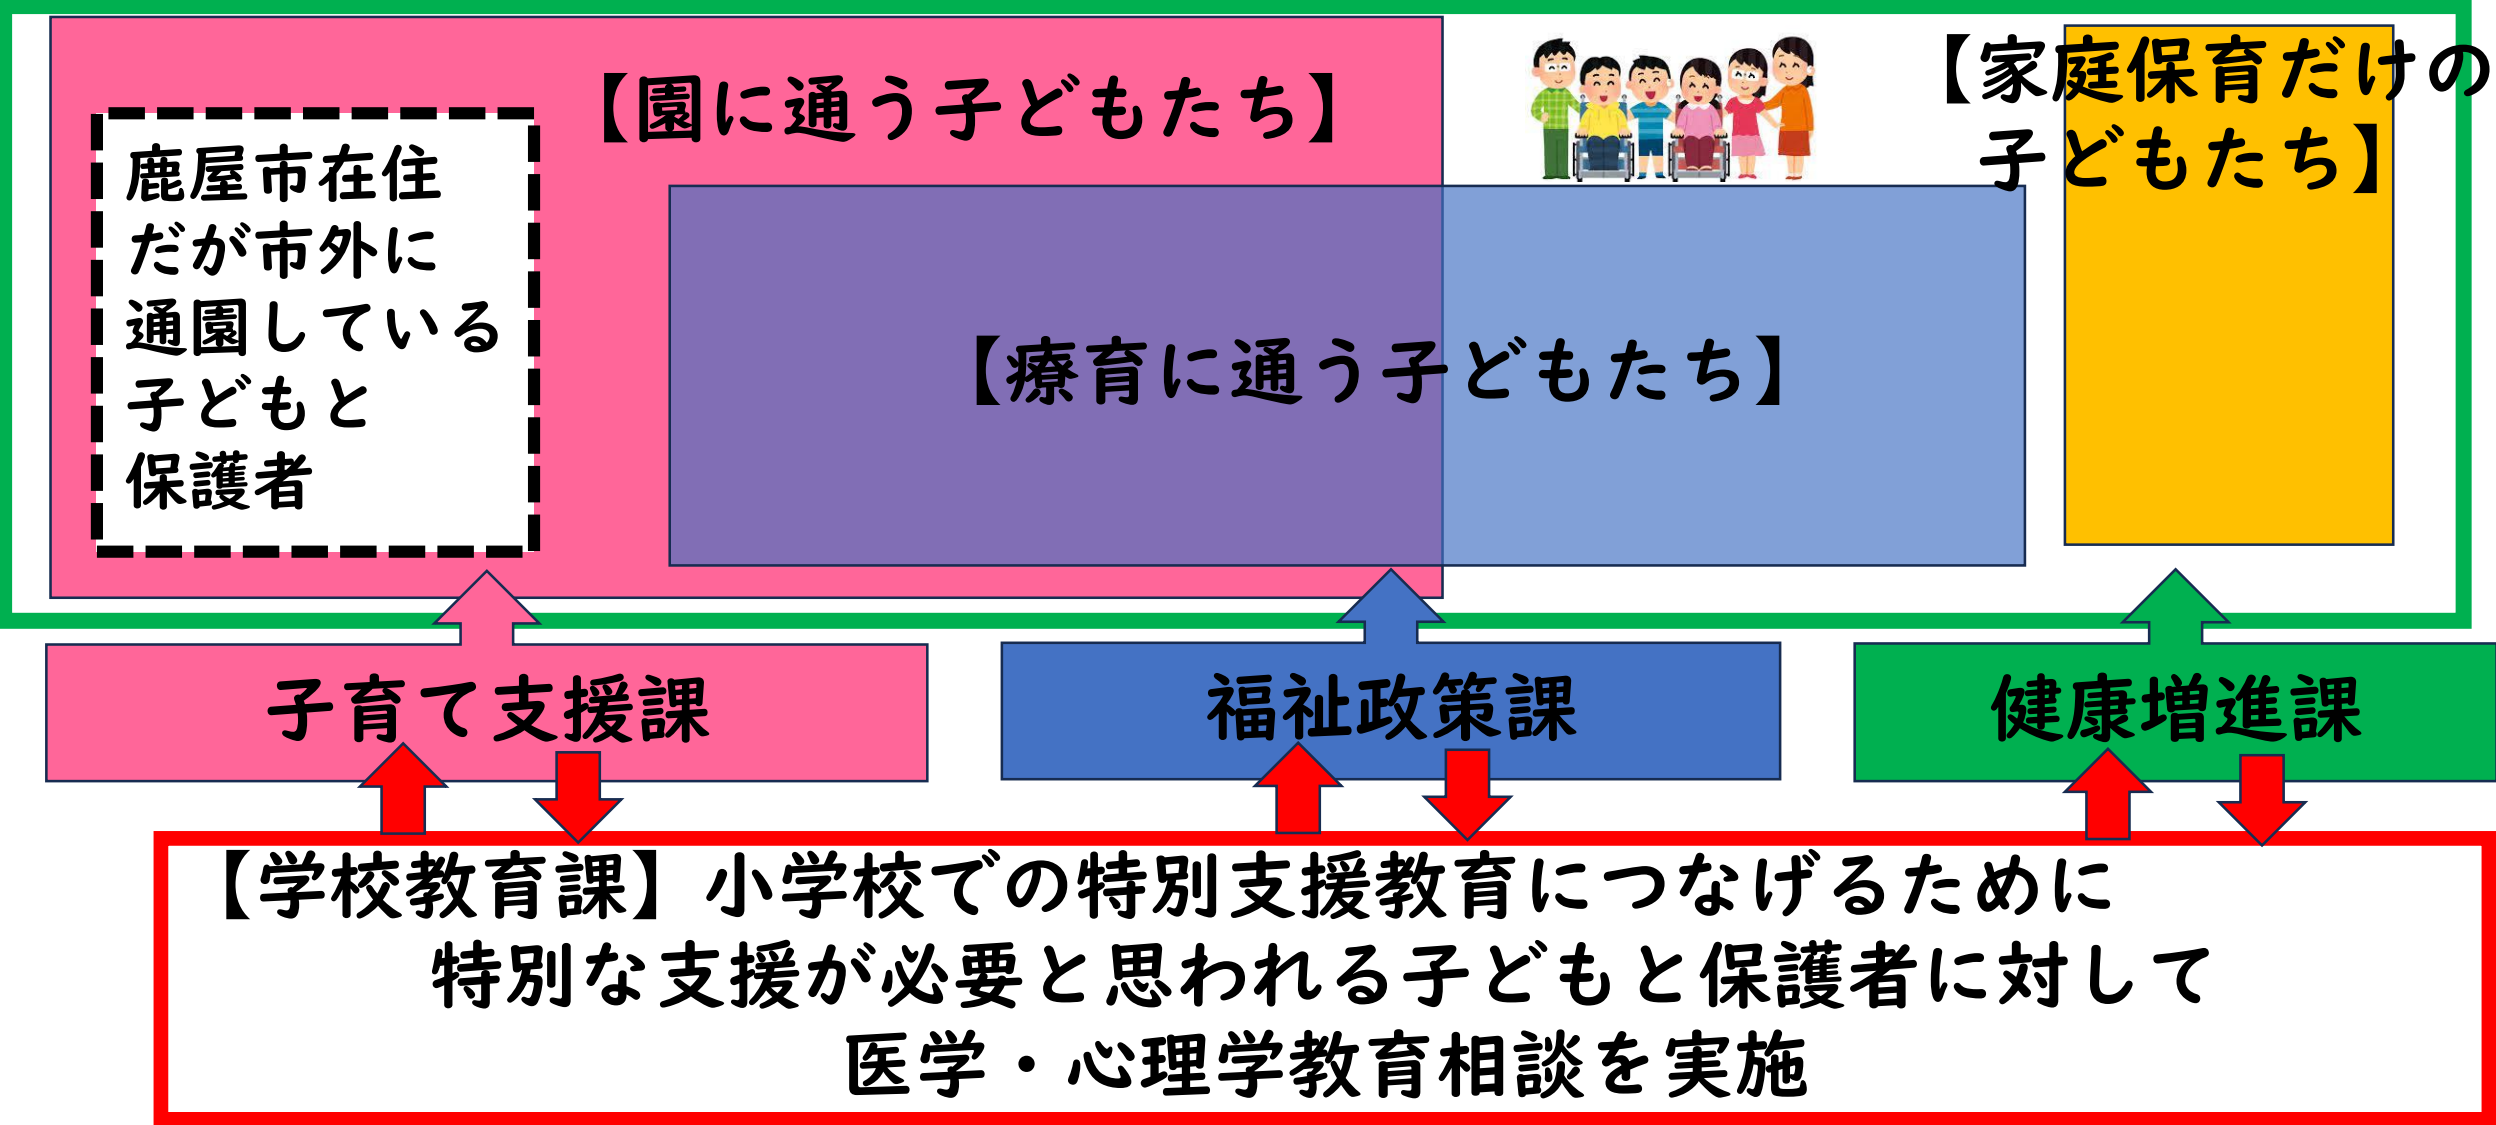 【園に通う子どもたち】
【家庭保育だけの
子どもたち】
塵屋市在住
だが市外に
通園している
子どもと
保護者
【療育に通う子どもたち】
子育て支援課
福祉政策課
健康増進課
【学校教育課】小学校での特別支援教育につなげるために
特別な支援が必要と思われる子どもと保護者に対して
医学・心理学教育相談を実施